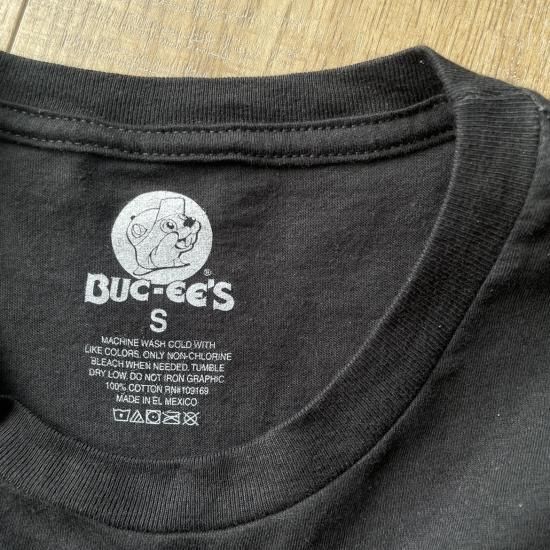 BUC-EE'S®
S
MACHINE WASH COLD WITH
LIKE COLORS. ONLY NON-CHLORINE
BLEACH WHEN NEEDED. TUMBLE
DRY LOW. DO NOT IRON GRAPHIC
100% COTTON RN#109169
MADE IN EL MEXICO